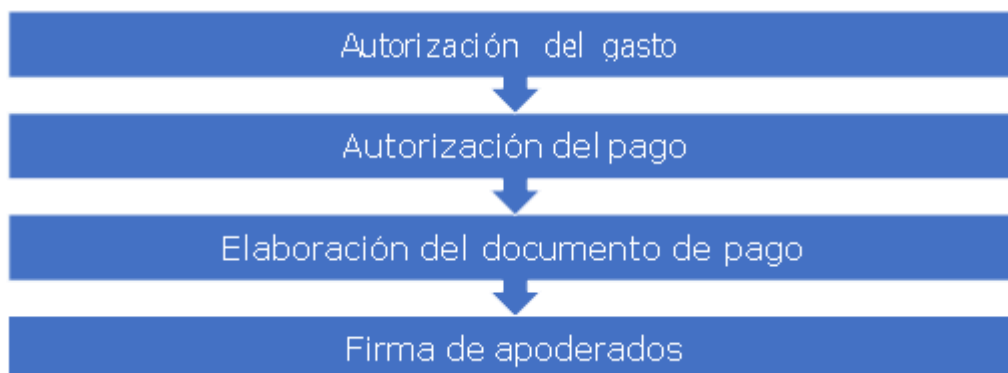 Autorización del gasto
Autorización del pago
Elaboración del documento de pago
Firma de apoderados